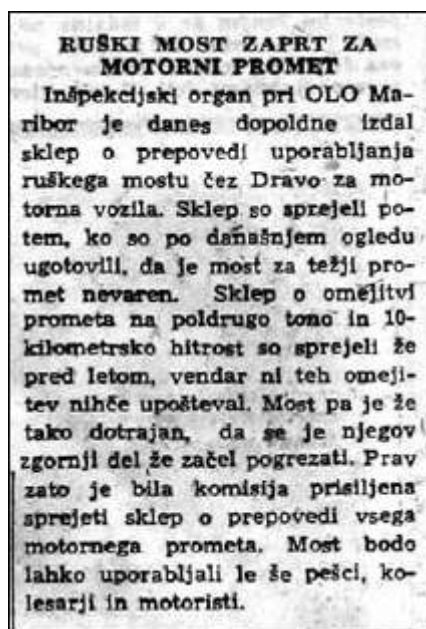 RUŠKI MOST ZAPRT ZA
MOTORNI PROMET
Inšpekcijski organ pri OLO Ma-
ribor je danes dopoldne izdal
sklep o prepovedi uporabljanja
ruškega mostu čez Dravo za mo-
torna vozila. Sklep so sprejeli po-
tem, ko so po današnjem ogledu
ugotovili, da je most za težji pro-
met nevaren. Sklep o omejitvi
prometa na poldrugo tono in 10-
kilometrsko hitrost so sprejeli že
pred letom, vendar ni teh omeji-
tev nihče upošteval. Most pa je že
tako dotrajan, da se je njegov
zgornji del že začel pogrezati. Prav
zato je bila komisija prisiljena
sprejeti sklep o prepovedi vsega
motornega prometa. Most bodo
lahko uporabljali le še pešci, ko-
lesarji in motoristi.